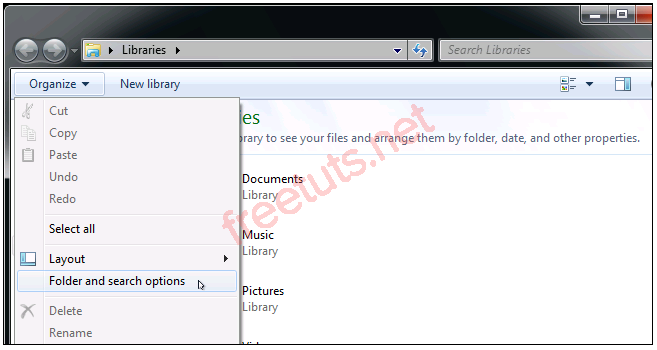 Libraries
Search Libraries
Organize
New library
Cut
Copy
Paste
Undo
Redo
Select all
Layout
Folder and search options
Delete
Rename
ies
ibrary to see your files and arrange them by folder, date, and other properties.
Documents
Library
Music
Library
Pictures
Library
freetuts.net